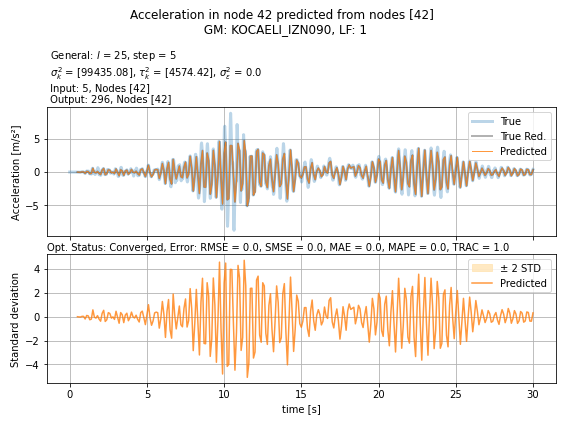 Acceleration in node 42 predicted from nodes [42]
GM: KOCAELI_IZN090, LF: 1
General: l = 25, step = 5
σ²ₖ = [99435.08], τ²ₖ = [4574.42], σ²ε = 0.0
Input: 5, Nodes [42]
Output: 296, Nodes [42]
Acceleration [m/s²]
5
0
−5
True
True Red.
Predicted
Opt. Status: Converged, Error: RMSE = 0.0, SMSE = 0.0, MAE = 0.0, MAPE = 0.0, TRAC = 1.0
Standard deviation
4
2
0
−2
−4
± 2 STD
Predicted
0 5 10 15 20 25 30
time [s]